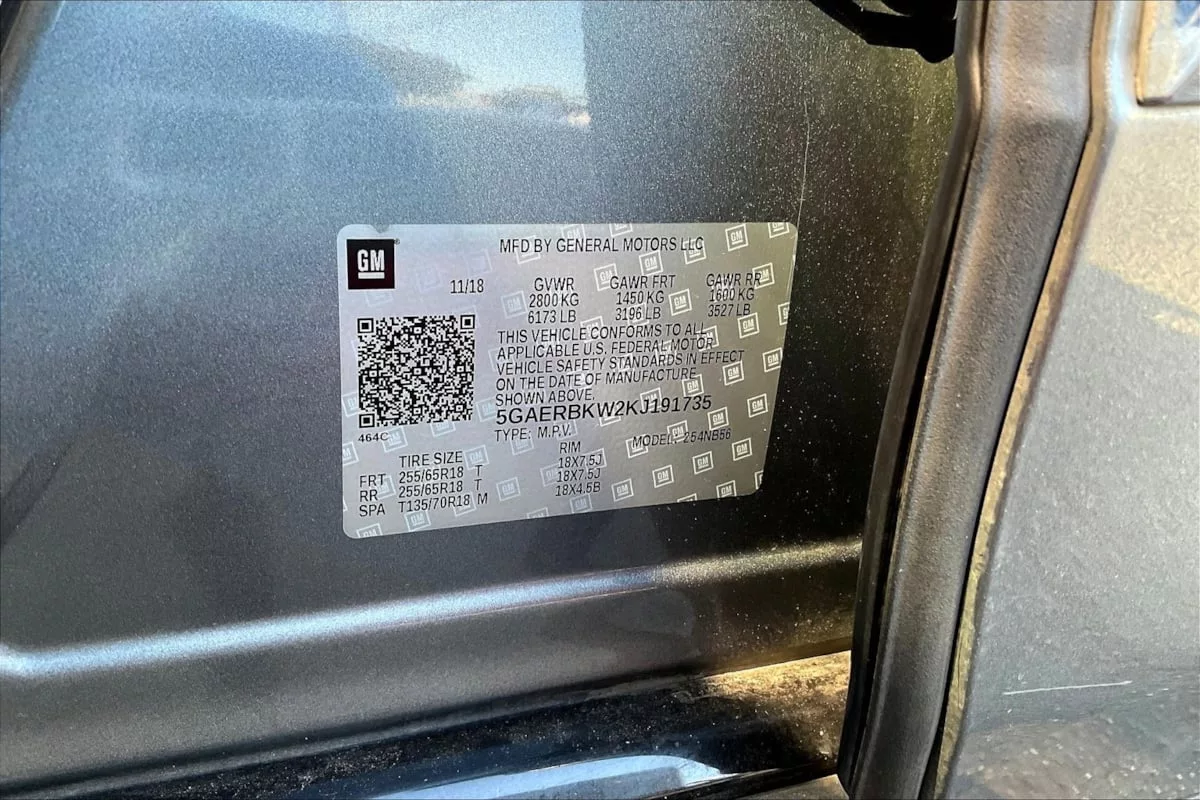 GM
MFD BY GENERAL MOTORS LLC
11/18 GVWR GAWR FRT GAWR RR
2800 KG 1450 KG 1600 KG
6173 LB 3196 LB 3527 LB
THIS VEHICLE CONFORMS TO ALL
APPLICABLE U.S. FEDERAL MOTOR
VEHICLE SAFETY STANDARDS IN EFFECT
ON THE DATE OF MANUFACTURE
SHOWN ABOVE.
5GAERBKW2KJ191735
464C
TYPE: M.P.V. MODEL: 254NB56
TIRE SIZE RIM
FRT 255/65R18 T 18X7.5J
RR 255/65R18 T 18X7.5J
SPA T135/70R18 M 18X4.5B